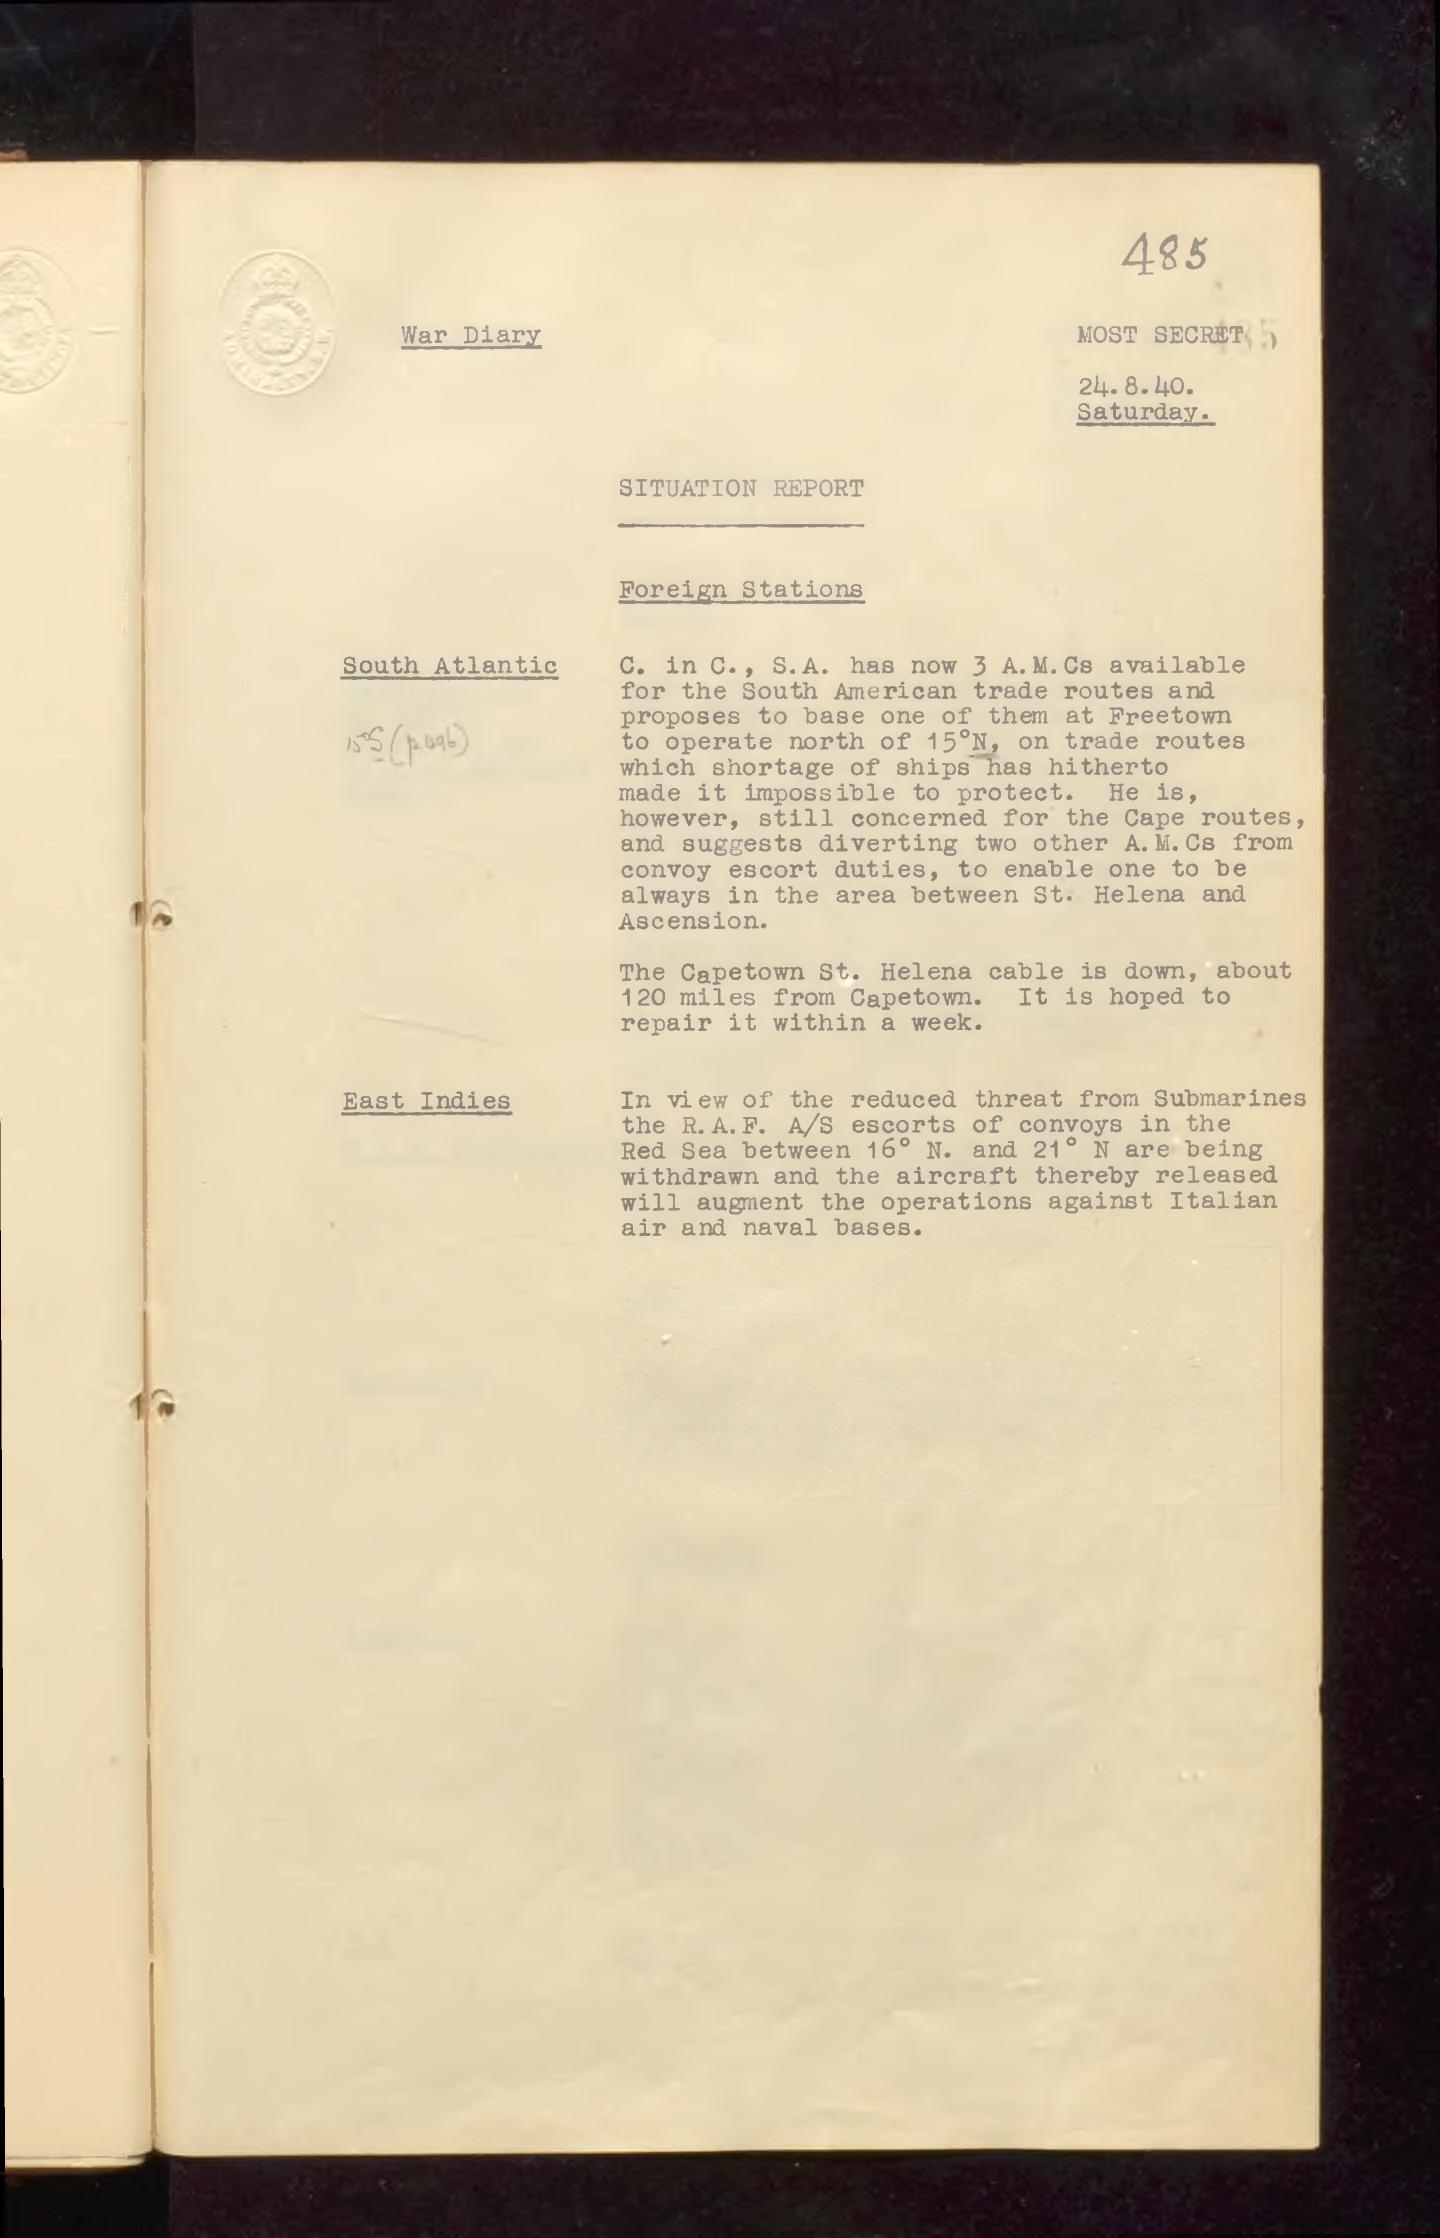 485
War Diary
MOST SECRET
24.8.40.
Saturday.
SITUATION REPORT
Foreign Stations
South Atlantic
C. in C., S.A. has now 3 A.M.Cs available
for the South American trade routes and
proposes to base one of them at Freetown
to operate north of 15°N, on trade routes
which shortage of ships has hitherto
made it impossible to protect. He is,
however, still concerned for the Cape routes,
and suggests diverting two other A.M.Cs from
convoy escort duties, to enable one to be
always in the area between St. Helena and
Ascension.
15°S
The Capetown St. Helena cable is down, about
120 miles from Capetown. It is hoped to
repair it within a week.
East Indies
In view of the reduced threat from Submarines
the R.A.F. A/S escorts of convoys in the
Red Sea between 16° N. and 21° N are being
withdrawn and the aircraft thereby released
will augment the operations against Italian
air and naval bases.